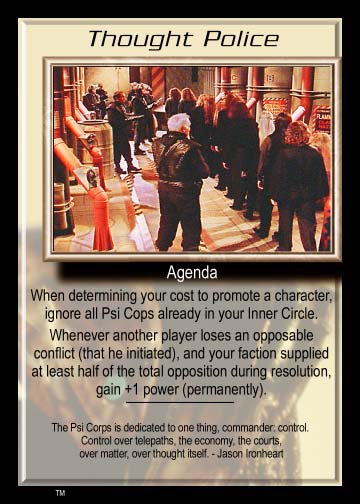 Thought Police
FLAMM
Agenda
When determining your cost to promote a character,
ignore all Psi Cops already in your Inner Circle.
Whenever another player loses an opposable
conflict (that he initiated), and your faction supplied
at least half of the total opposition during resolution,
gain +1 power (permanently).
The Psi Corps is dedicated to one thing, commander: control.
Control over telepaths, the economy, the courts,
over matter, over thought itself. - Jason Ironheart
TM